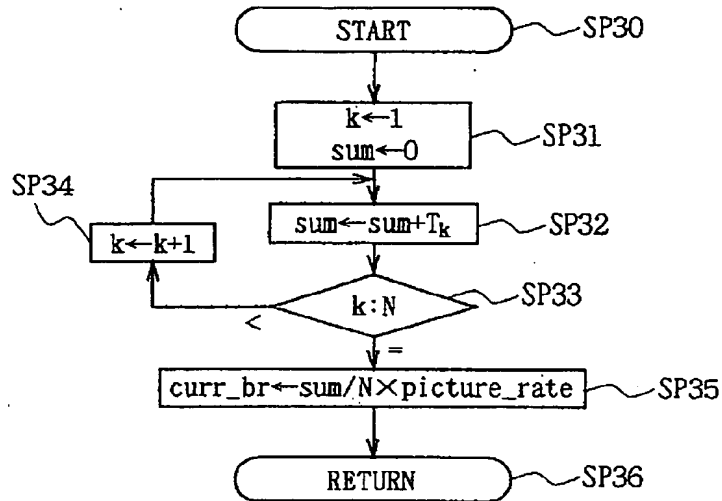 START
SP30
k←1
sum←0
SP31
SP34
k←k+1
sum←sum+Tk
SP32
k:N
SP33
<
=
curr_br←sum/N×picture_rate
SP35
RETURN
SP36